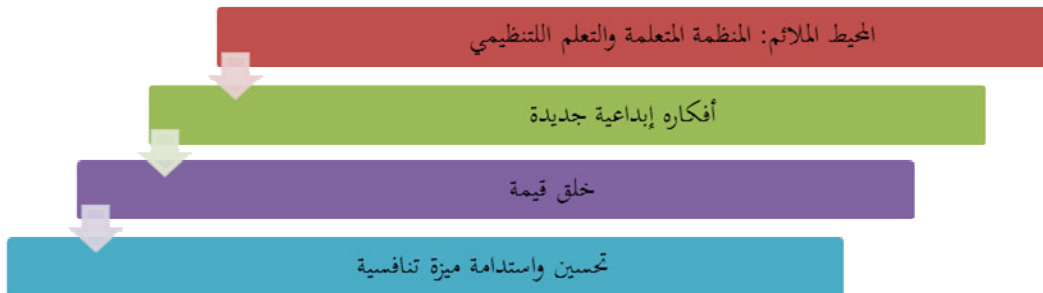 المحيط الملائم: المنظمة المتعلمة والتعلم اللتنظيمي
أفكاره إبداعية جديدة
خلق قيمة
تحسين واستدامة ميزة تنافسية